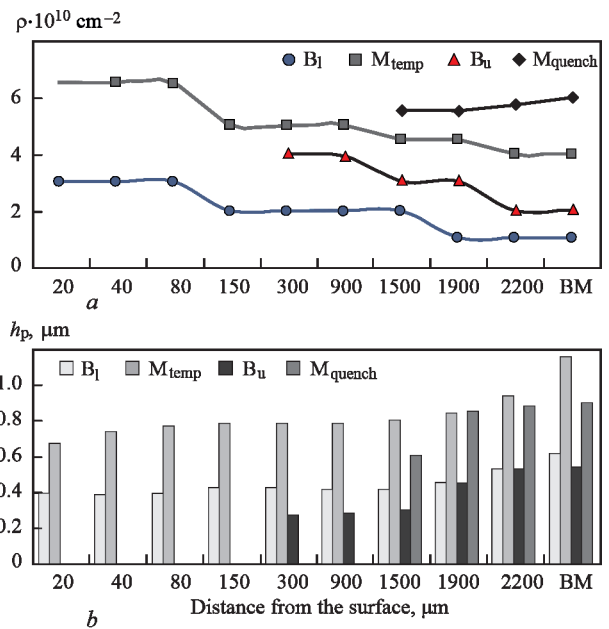 ρ·10¹⁰ cm⁻²
B_l M_temp B_u M_quench
6
4
2
0
20 40 80 150 300 900 1500 1900 2200 BM
a
h_p, μm
B_l M_temp B_u M_quench
1.0
0.8
0.6
0.4
0.2
0
20 40 80 150 300 900 1500 1900 2200 BM
Distance from the surface, μm
b